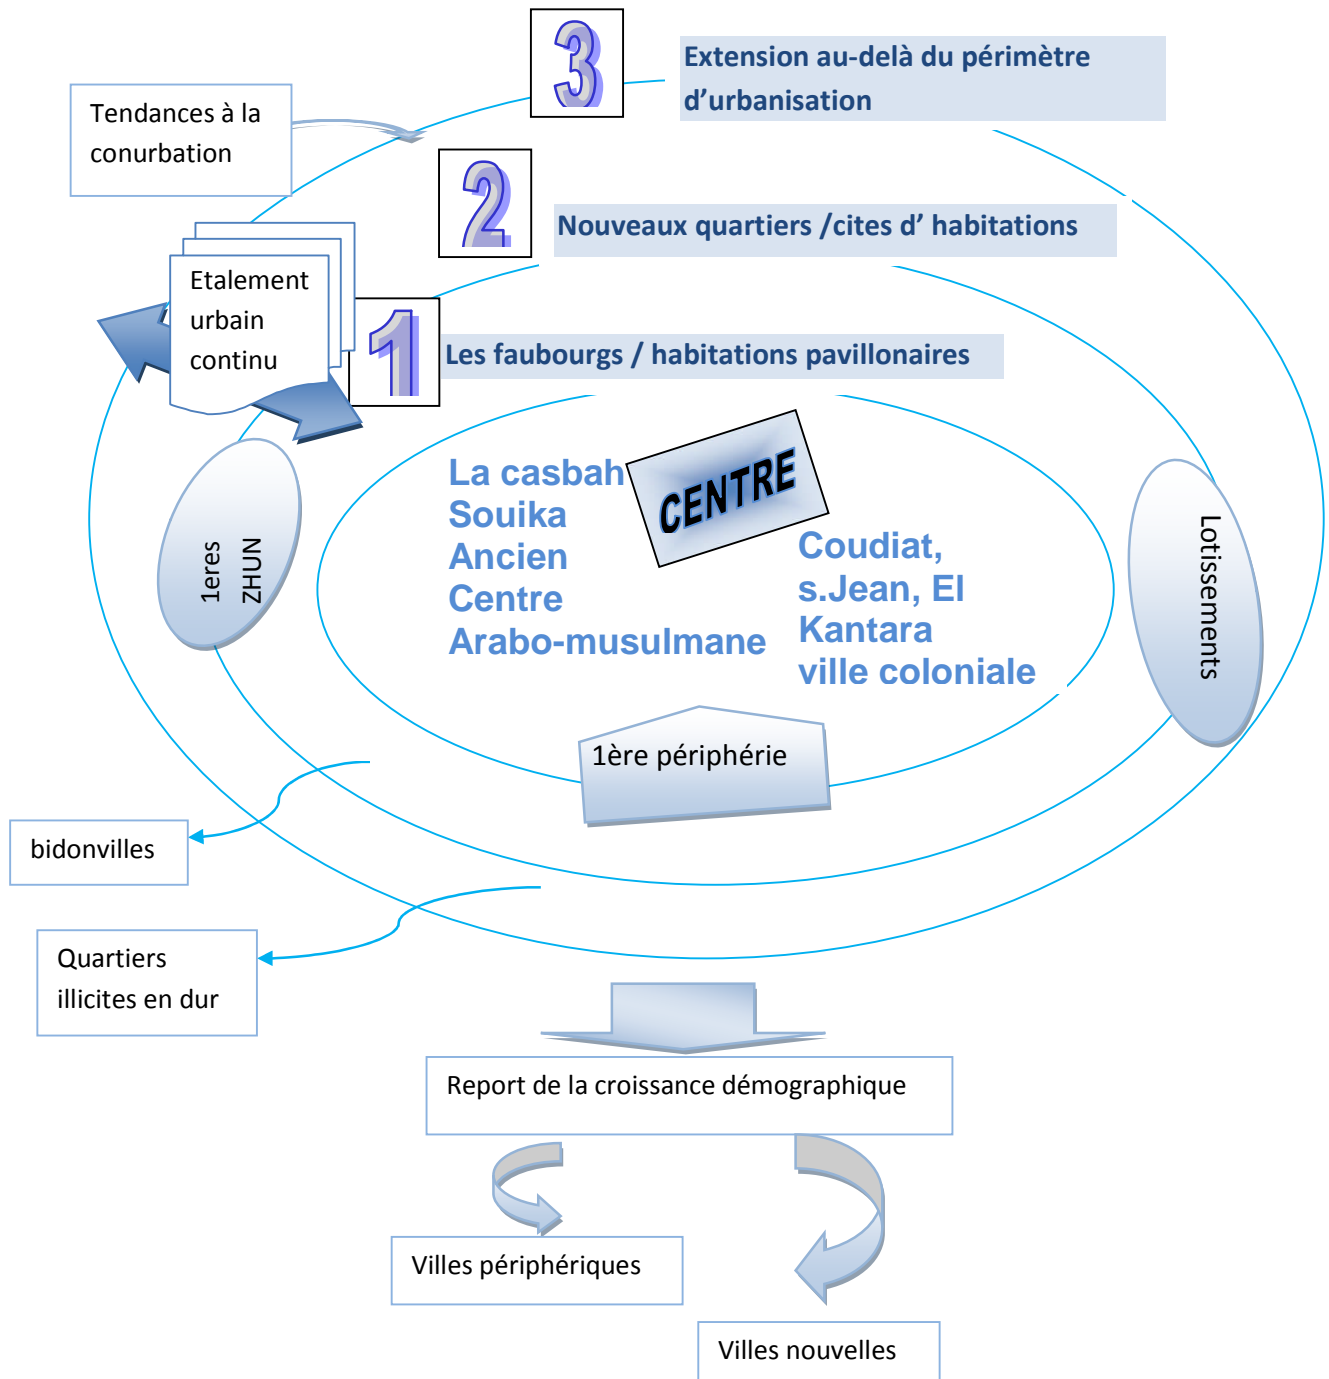 3
Extension au-delà du périmètre
d’urbanisation
Tendances à la
conurbation
2
Nouveaux quartiers /cites d’ habitations
Etalement
urbain
continu
1
Les faubourgs / habitations pavillonaires
CENTRE
La casbah
Souika
Ancien
Centre
Arabo-musulmane
Coudiat,
s.Jean, El
Kantara
ville coloniale
1eres
ZHUN
Lotissements
1ère périphérie
bidonvilles
Quartiers
illicites en dur
Report de la croissance démographique
Villes périphériques
Villes nouvelles